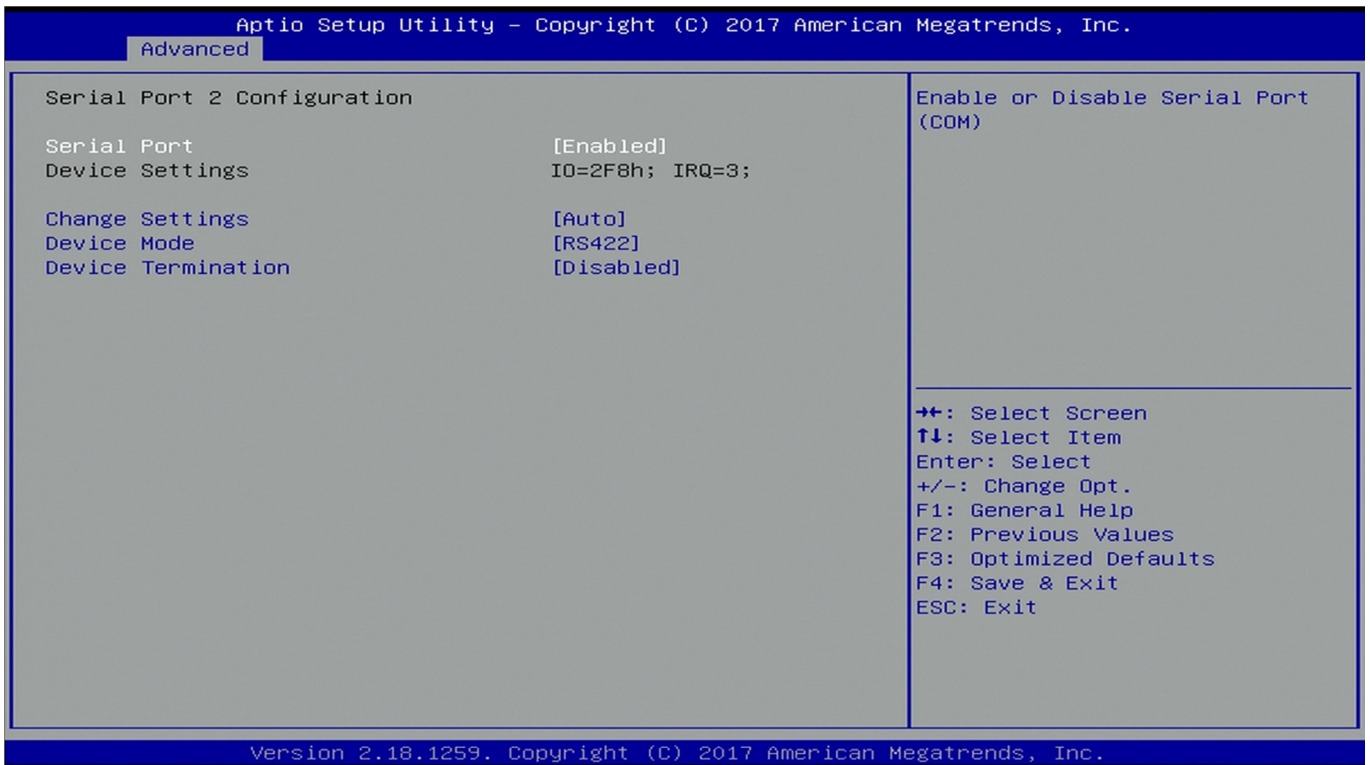 Aptio Setup Utility – Copyright (C) 2017 American Megatrends, Inc.
Advanced
Serial Port 2 Configuration
Serial Port [Enabled]
Device Settings IO=2F8h; IRQ=3;
Change Settings [Auto]
Device Mode [RS422]
Device Termination [Disabled]
Enable or Disable Serial Port
(COM)
→←: Select Screen
↑↓: Select Item
Enter: Select
+/-: Change Opt.
F1: General Help
F2: Previous Values
F3: Optimized Defaults
F4: Save & Exit
ESC: Exit
Version 2.18.1259. Copyright (C) 2017 American Megatrends, Inc.